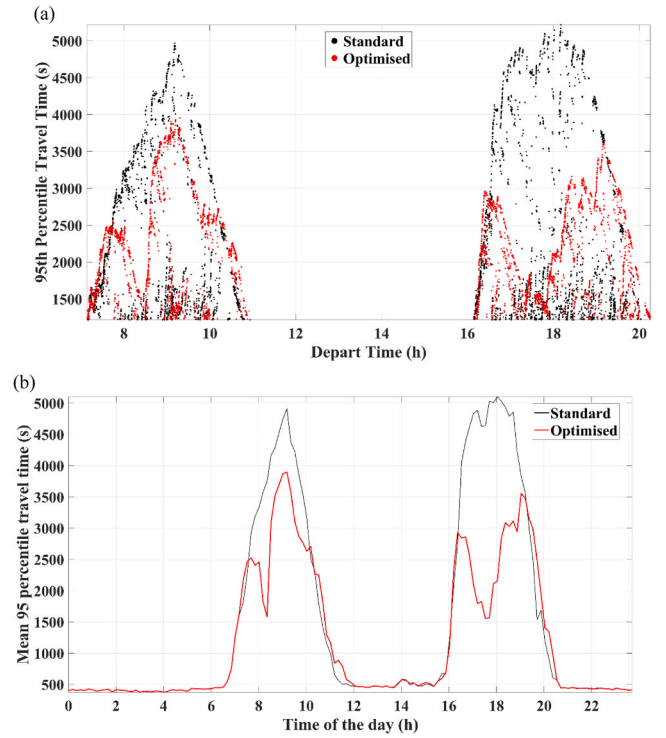 (a)
5000
4500
4000
3500
3000
2500
2000
1500
95th Percentile Travel Time (s)
Standard
Optimised
8 10 12 14 16 18 20
Depart Time (h)
(b)
5000
4500
4000
3500
3000
2500
2000
1500
1000
500
Mean 95 percentile travel time (s)
Standard
Optimised
0 2 4 6 8 10 12 14 16 18 20 22
Time of the day (h)